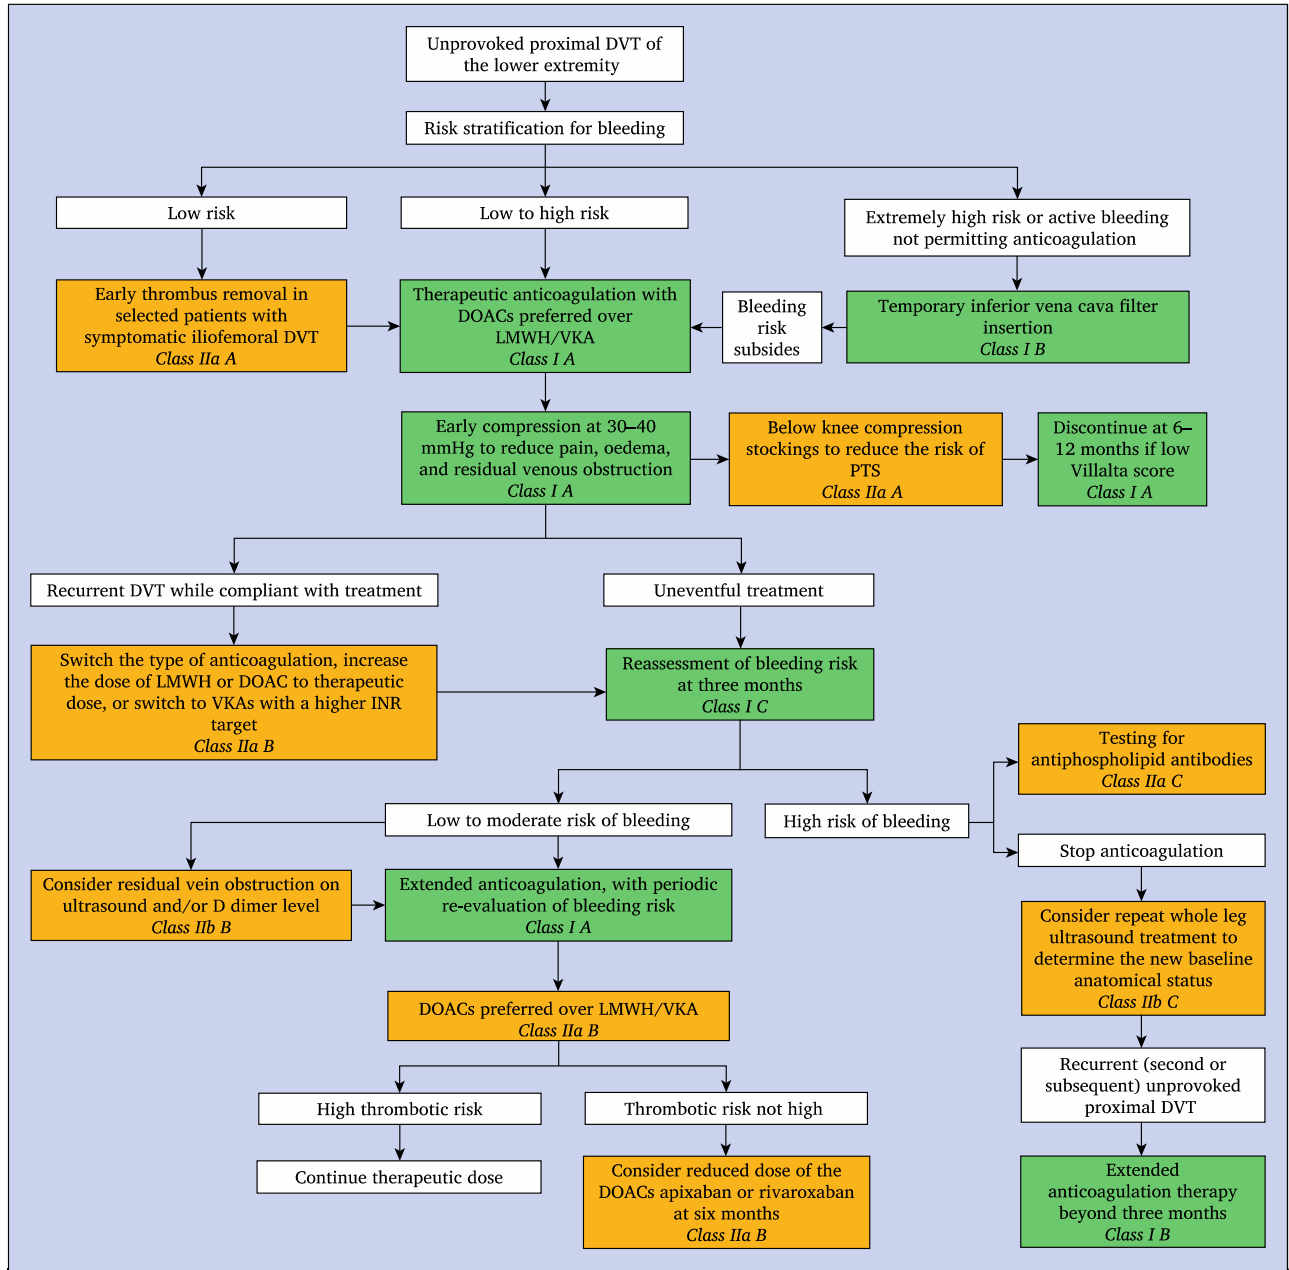 Unprovoked proximal DVT of
the lower extremity
Risk stratification for bleeding
Low risk
Low to high risk
Extremely high risk or active bleeding
not permitting anticoagulation
Early thrombus removal in
selected patients with
symptomatic iliofemoral DVT
Class IIa A
Therapeutic anticoagulation with
DOACs preferred over
LMWH/VKA
Class I A
Bleeding
risk
subsides
Temporary inferior vena cava filter
insertion
Class I B
Early compression at 30–40
mmHg to reduce pain, oedema,
and residual venous obstruction
Class I A
Below knee compression
stockings to reduce the risk of
PTS
Class IIa A
Discontinue at 6–
12 months if low
Villalta score
Class I A
Recurrent DVT while compliant with treatment
Uneventful treatment
Switch the type of anticoagulation, increase
the dose of LMWH or DOAC to therapeutic
dose, or switch to VKAs with a higher INR
target
Class IIa B
Reassessment of bleeding risk
at three months
Class I C
Testing for
antiphospholipid antibodies
Class IIa C
Low to moderate risk of bleeding
High risk of bleeding
Stop anticoagulation
Consider residual vein obstruction on
ultrasound and/or D dimer level
Class IIb B
Extended anticoagulation, with periodic
re-evaluation of bleeding risk
Class I A
Consider repeat whole leg
ultrasound treatment to
determine the new baseline
anatomical status
Class IIb C
DOACs preferred over LMWH/VKA
Class IIa B
Recurrent (second or
subsequent) unprovoked
proximal DVT
High thrombotic risk
Thrombotic risk not high
Continue therapeutic dose
Consider reduced dose of the
DOACs apixaban or rivaroxaban
at six months
Class IIa B
Extended
anticoagulation therapy
beyond three months
Class I B